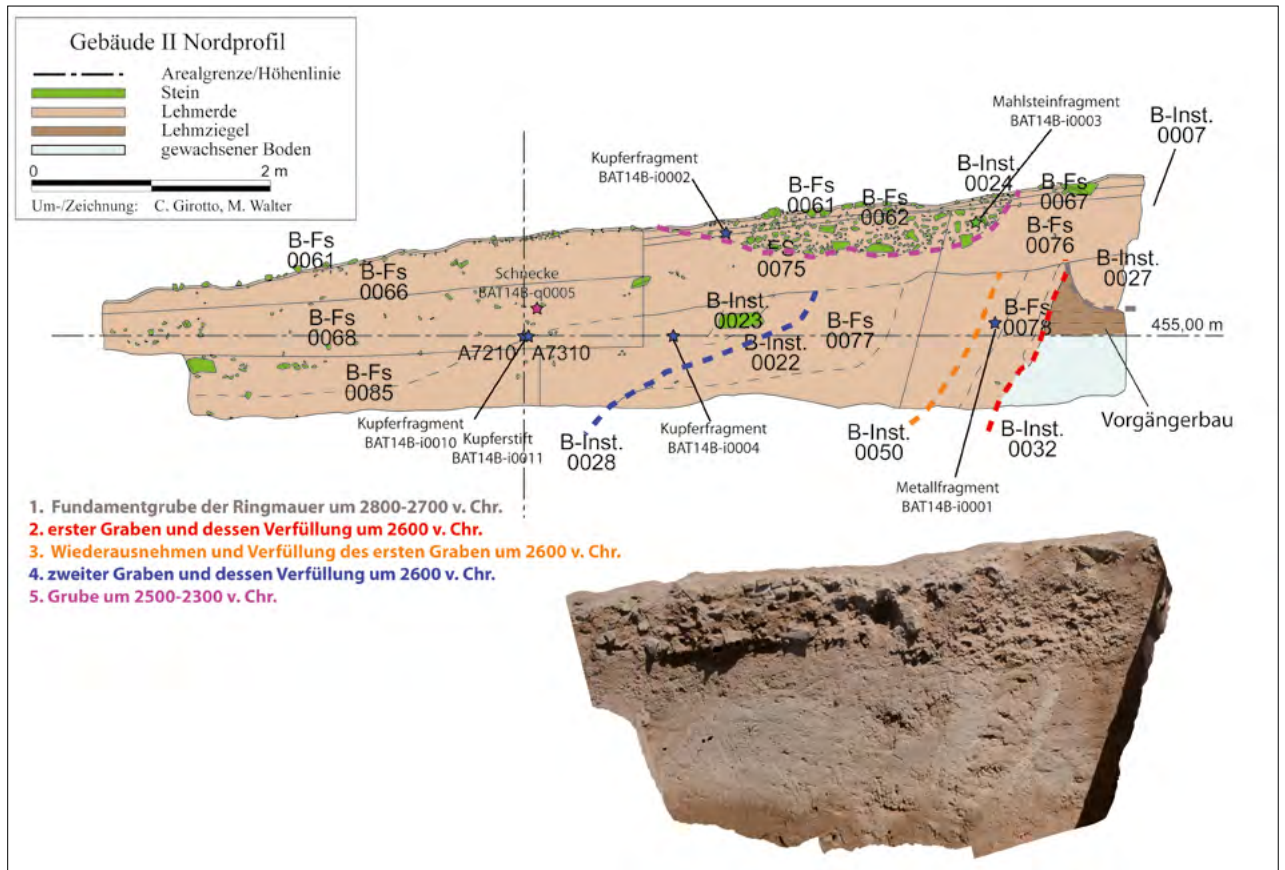 Gebäude II Nordprofil
Arealgrenze/Höhenlinie
Stein
Lehmerde
Lehmziegel
gewachsener Boden
0 2 m
Um-/Zeichnung: C. Girotto, M. Walter
Mahlsteinfragment
BAT14B-i0003
B-Inst.
0007
Kupferfragment
BAT14B-i0002
B-Inst.
0024
B-Fs
0061
B-Fs
0062
B-Fs
0067
B-Fs
0061
B-Fs
0066
B-Fs
0076
0075
B-Inst.
0027
Schnecke
BAT14B-q0005
B-Inst.
0023
B-Fs
0068
B-Fs
0077
B-Fs
0078
455,00 m
A7210 A7310
B-Inst.
0022
B-Fs
0085
Kupferfragment
BAT14B-i0010
Kupferstift
BAT14B-i0011
B-Inst.
0028
Kupferfragment
BAT14B-i0004
B-Inst.
0050
B-Inst.
0032
Vorgängerbau
Metallfragment
BAT14B-i0001
1. Fundamentgrube der Ringmauer um 2800-2700 v. Chr.
2. erster Graben und dessen Verfüllung um 2600 v. Chr.
3. Wiederausnehmen und Verfüllung des ersten Graben um 2600 v. Chr.
4. zweiter Graben und dessen Verfüllung um 2600 v. Chr.
5. Grube um 2500-2300 v. Chr.